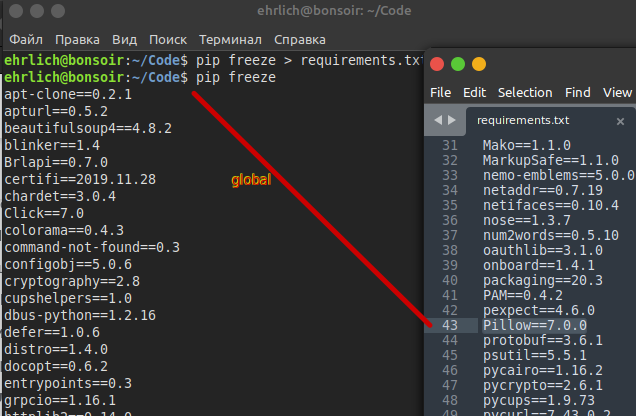 ehrlich@bonsoir: ~/Code
Файл Правка Вид Поиск Терминал Справка
ehrlich@bonsoir:~/Code$ pip freeze > requirements.txt
ehrlich@bonsoir:~/Code$ pip freeze
apt-clone==0.2.1
apturl==0.5.2
beautifulsoup4==4.8.2
blinker==1.4
Brlapi==0.7.0
certifi==2019.11.28
chardet==3.0.4
Click==7.0
colorama==0.4.3
command-not-found==0.3
configobj==5.0.6
cryptography==2.8
cupshelpers==1.0
dbus-python==1.2.16
defer==1.0.6
distro==1.4.0
docopt==0.6.2
entrypoints==0.3
grpcio==1.16.1
httplib2==0.14.0
global
File Edit Selection Find View
requirements.txt ×
31 Mako==1.1.0
32 MarkupSafe==1.1.0
33 nemo-emblems==5.0.0
34 netaddr==0.7.19
35 netifaces==0.10.4
36 nose==1.3.7
37 num2words==0.5.10
38 oauthlib==3.1.0
39 onboard==1.4.1
40 packaging==20.3
41 PAM==0.4.2
42 pexpect==4.6.0
43 Pillow==7.0.0
44 protobuf==3.6.1
45 psutil==5.5.1
46 pycairo==1.16.2
47 pycrypto==2.6.1
48 pycups==1.9.73
49 pycurl==7.43.0.2